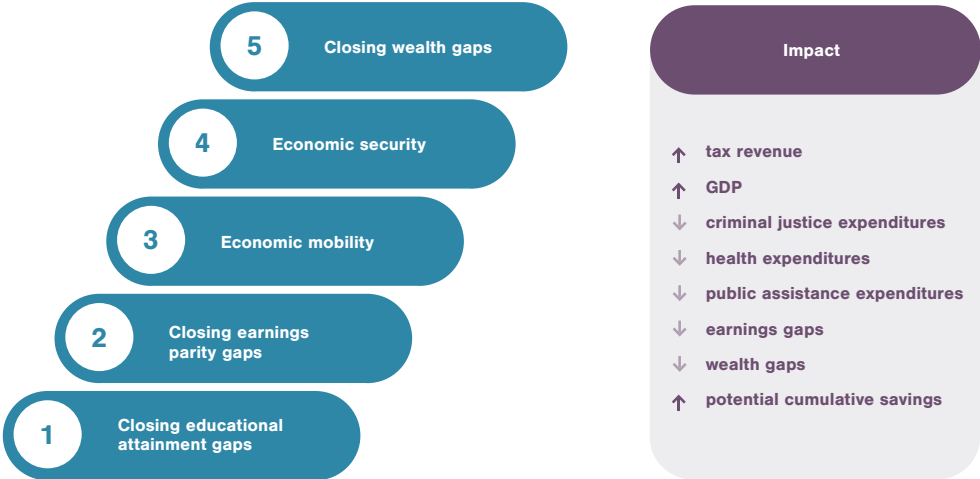 5
Closing wealth gaps
4
Economic security
3
Economic mobility
2
Closing earnings
parity gaps
1
Closing educational
attainment gaps
Impact
↑ tax revenue
↑ GDP
↓ criminal justice expenditures
↓ health expenditures
↓ public assistance expenditures
↓ earnings gaps
↓ wealth gaps
↑ potential cumulative savings